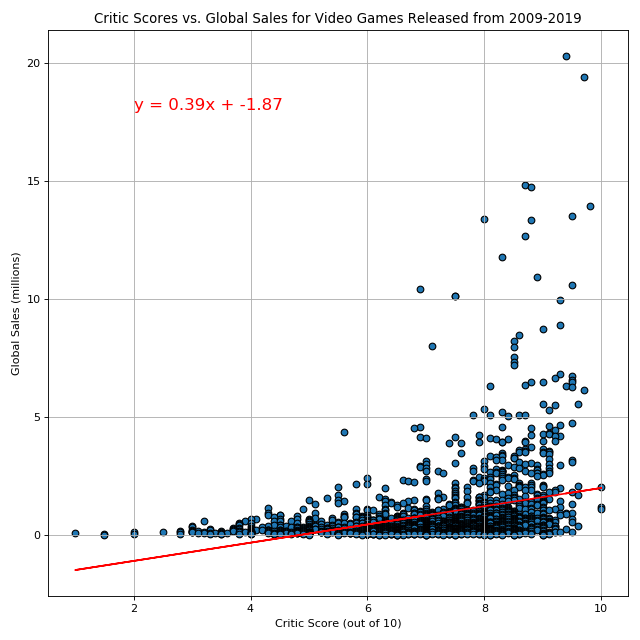 Critic Scores vs. Global Sales for Video Games Released from 2009-2019
y = 0.39x + -1.87
Global Sales (millions)
20
15
10
5
0
2 4 6 8 10
Critic Score (out of 10)